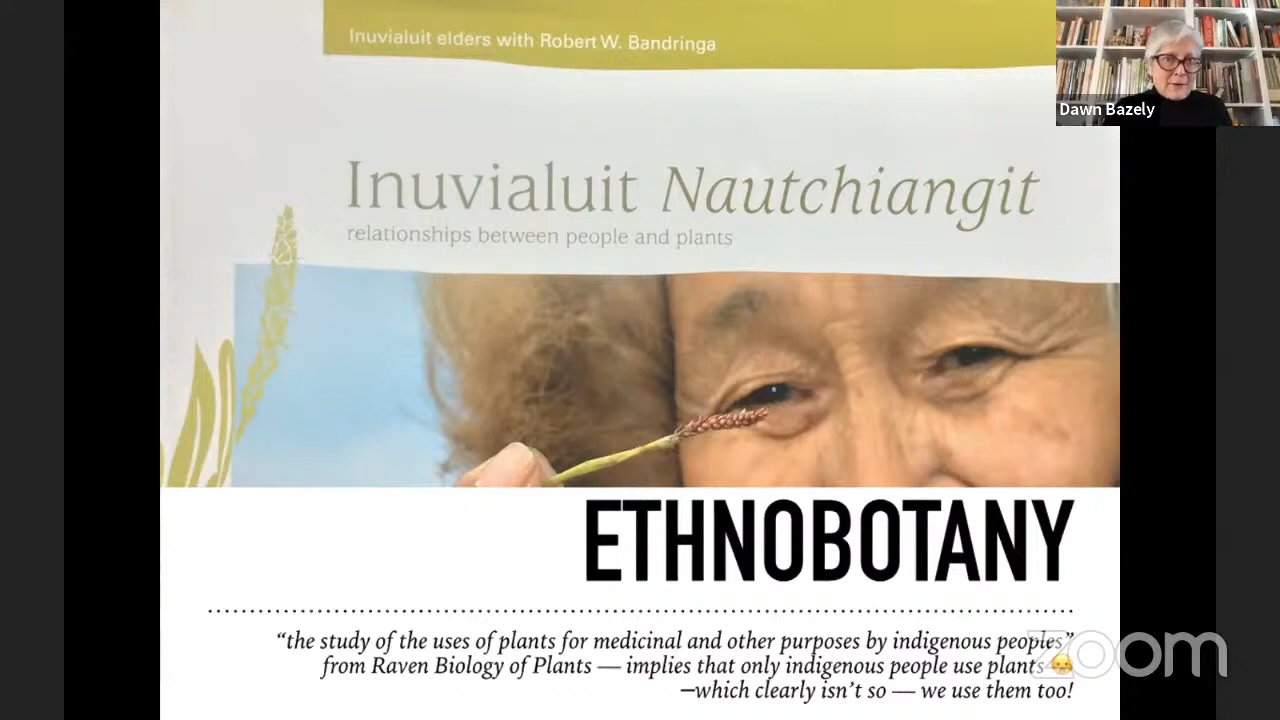 Inuvialuit elders with Robert W. Bandringa
Dawn Bazely
Inuvialuit Nautchiangit
relationships between people and plants
ETHNOBOTANY
“the study of the uses of plants for medicinal and other purposes by indigenous peoples”
from Raven Biology of Plants — implies that only indigenous people use plants
—which clearly isn’t so — we use them too!
zoom